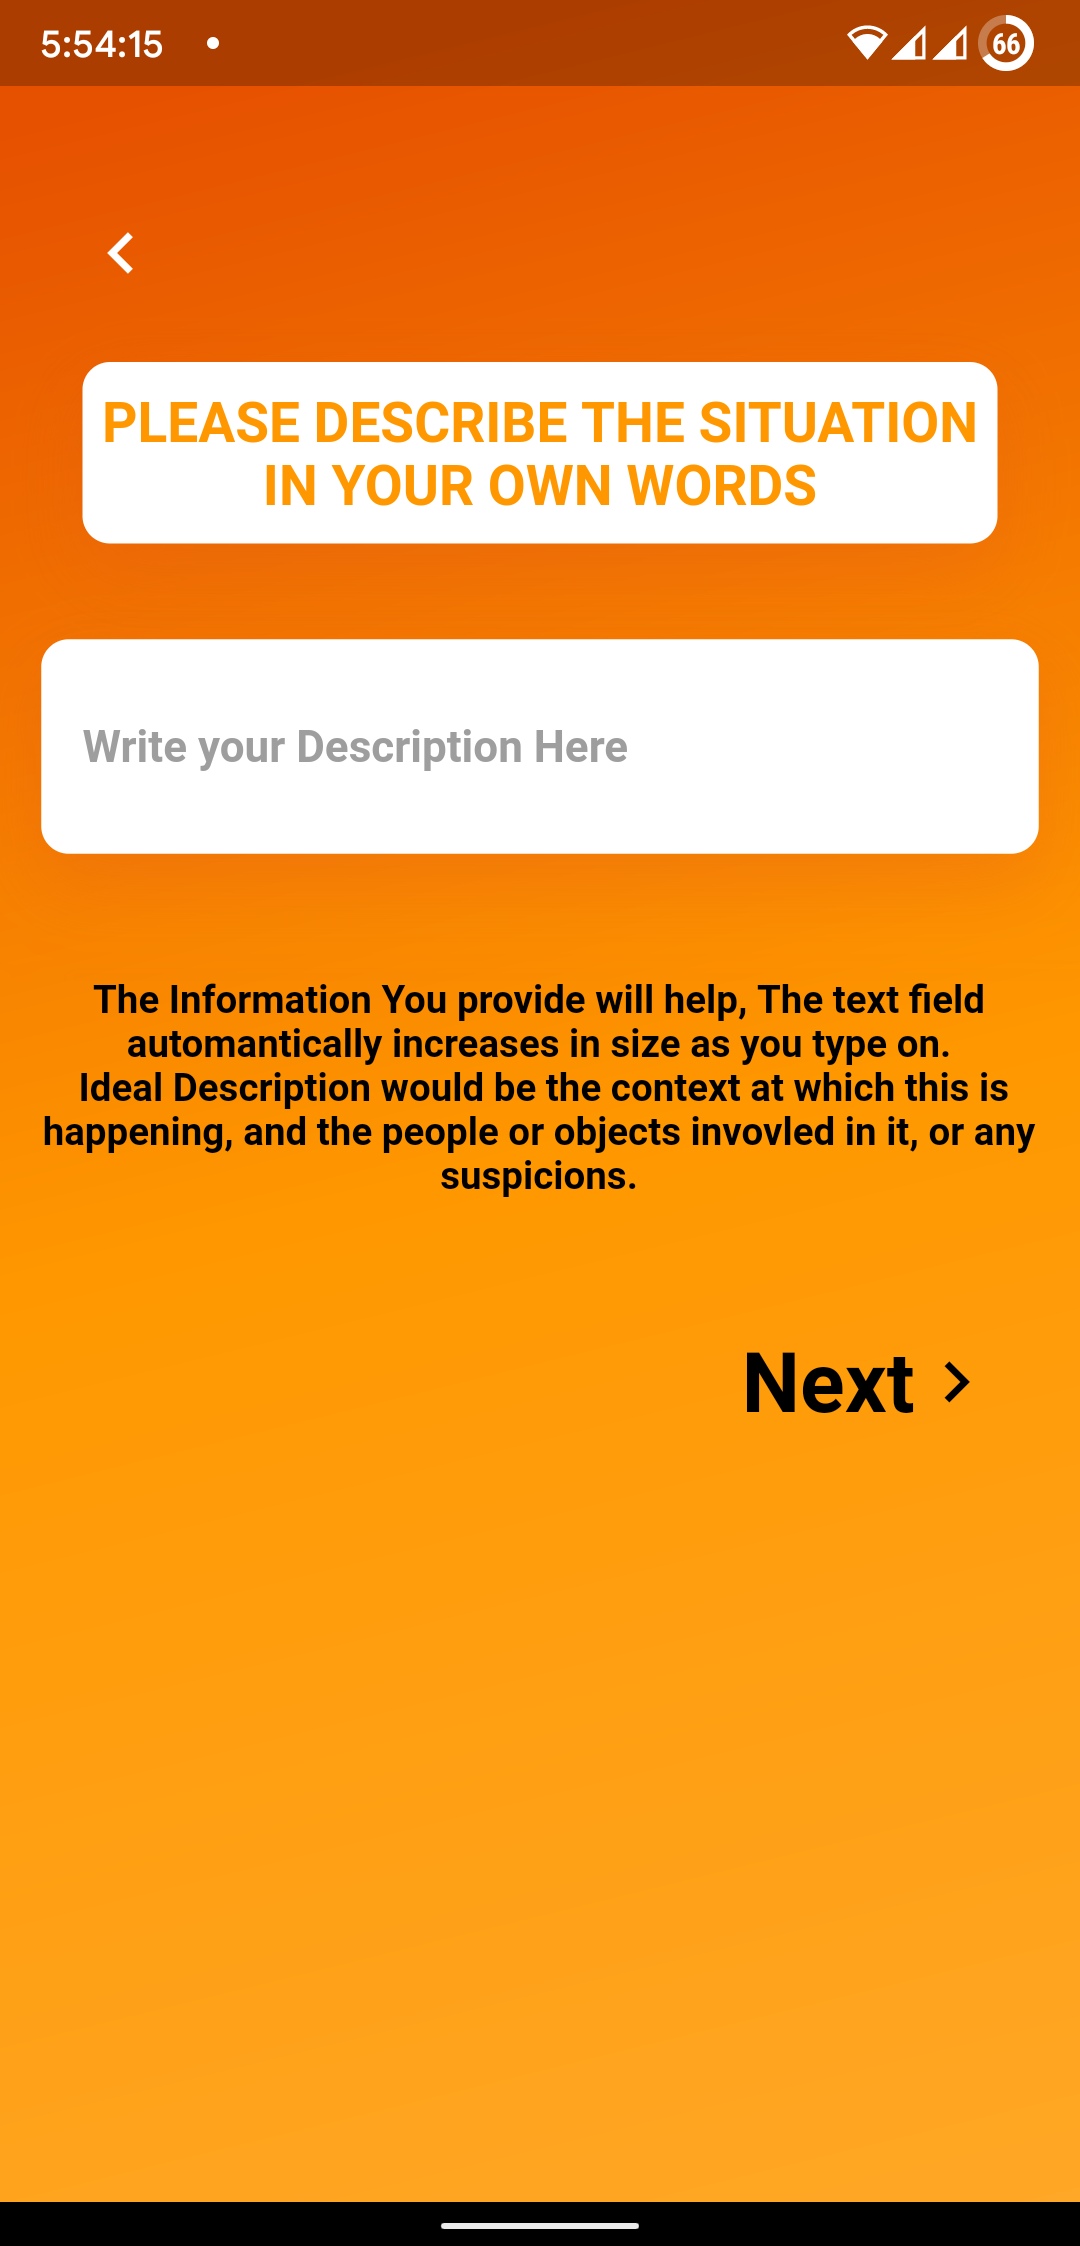 5:54:15
66
PLEASE DESCRIBE THE SITUATION
IN YOUR OWN WORDS
Write your Description Here
The Information You provide will help, The text field
automantically increases in size as you type on.
Ideal Description would be the context at which this is
happening, and the people or objects invovled in it, or any
suspicions.
Next